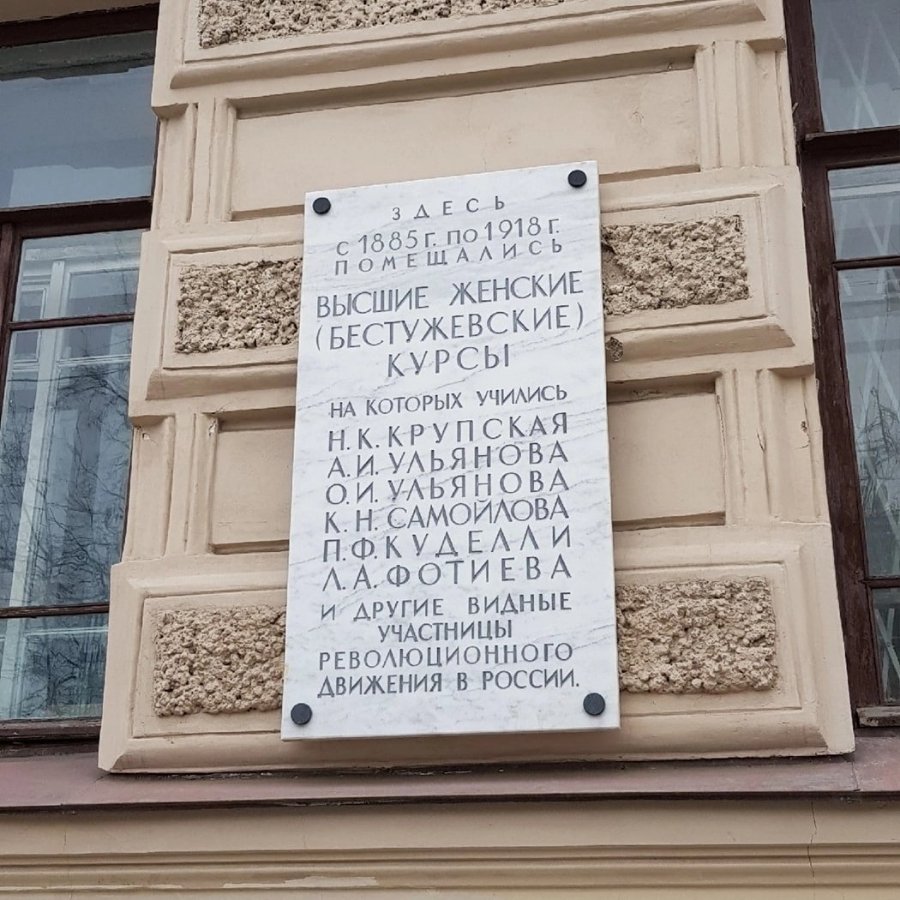 ЗДЕСЬ
С 1885 Г. ПО 1918 Г.
ПОМЕЩАЛИСЬ
ВЫСШИЕ ЖЕНСКИЕ
(БЕСТУЖЕВСКИЕ)
КУРСЫ
НА КОТОРЫХ УЧИЛИСЬ
Н. К. КРУПСКАЯ
А. И. УЛЬЯНОВА
О. И. УЛЬЯНОВА
К. Н. САМОЙЛОВА
П. Ф. КУДЕЛЛИ
Л. А. ФОТИЕВА
И ДРУГИЕ ВИДНЫЕ
УЧАСТНИЦЫ
РЕВОЛЮЦИОННОГО
ДВИЖЕНИЯ В РОССИИ.